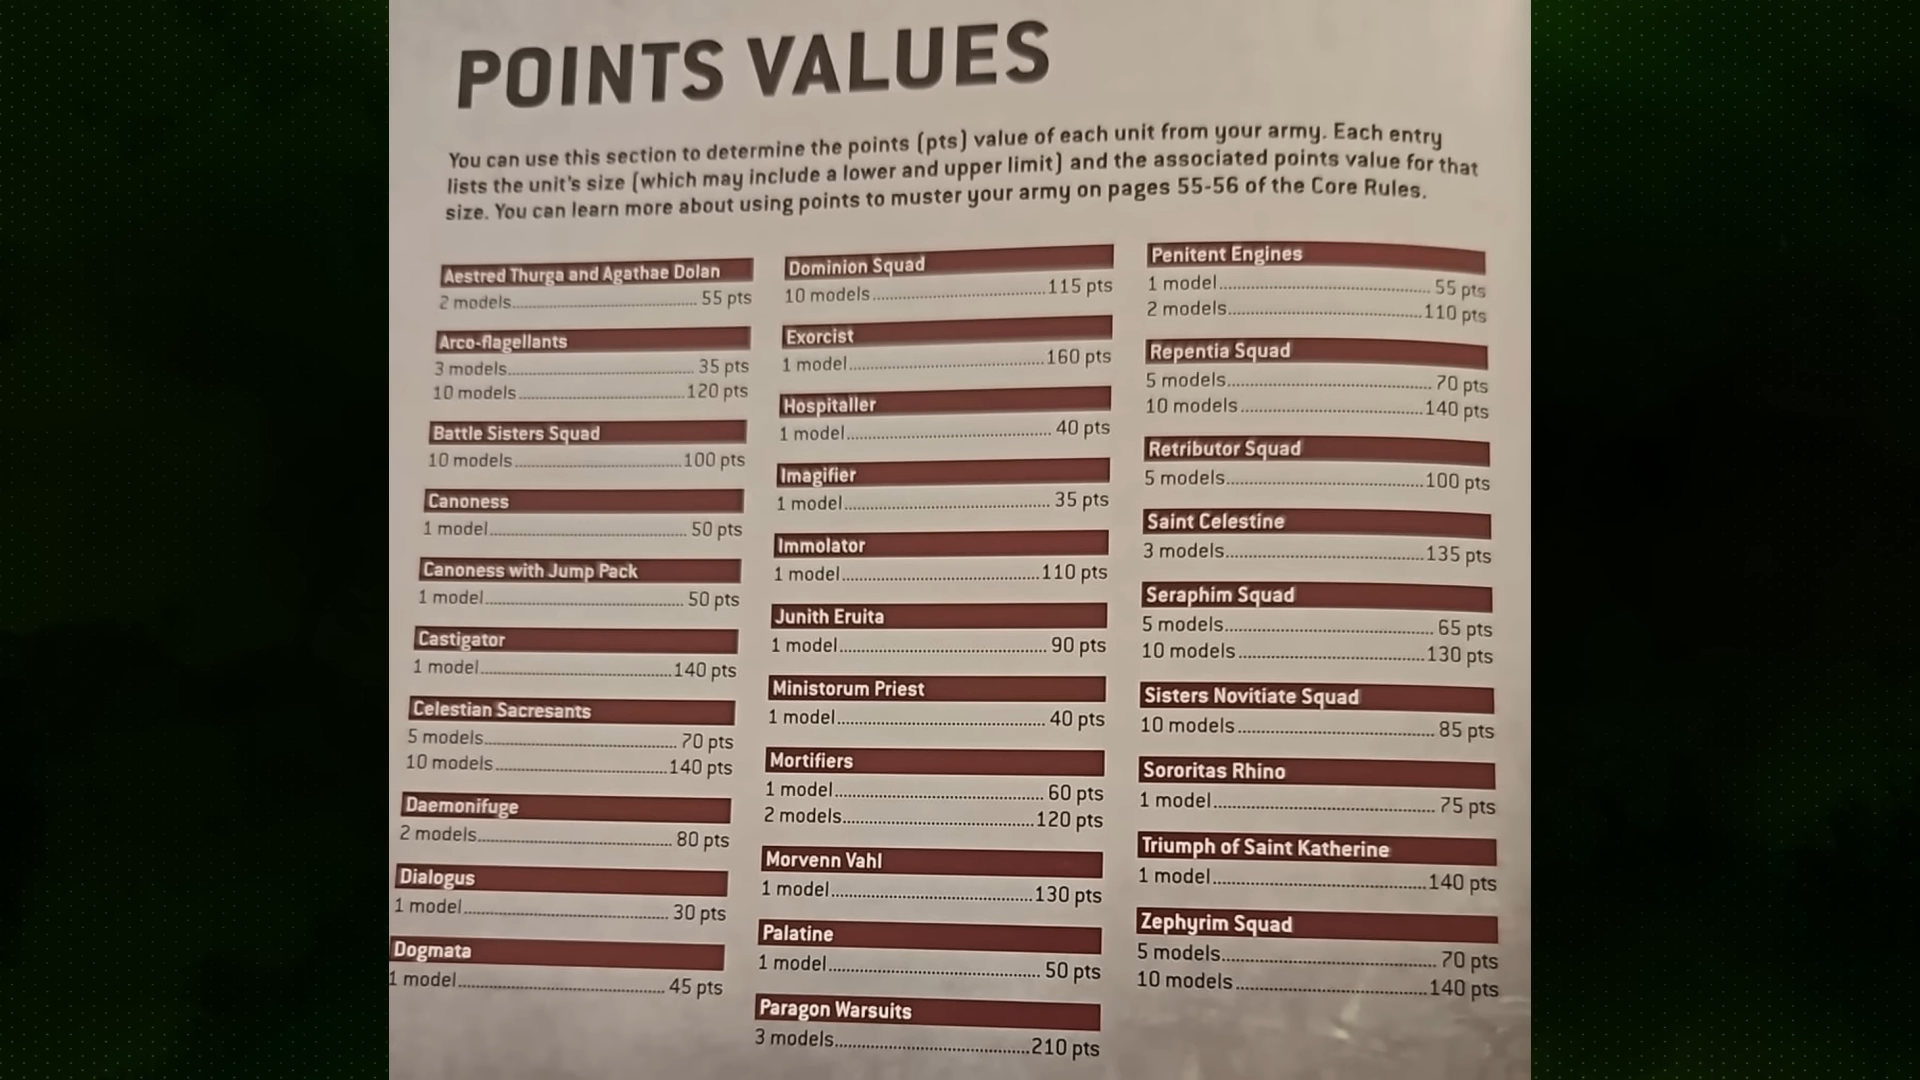 POINTS VALUES
You can use this section to determine the points (pts) value of each unit from your army. Each entry
lists the unit's size (which may include a lower and upper limit) and the associated points value for that
size. You can learn more about using points to muster your army on pages 55-56 of the Core Rules.
Aestred Thurga and Agathae Dolan
2 models 55 pts
Arco-flagellants
3 models 35 pts
10 models 120 pts
Battle Sisters Squad
10 models 100 pts
Canoness
1 model 50 pts
Canoness with Jump Pack
1 model 50 pts
Castigator
1 model 140 pts
Celestian Sacresants
5 models 70 pts
10 models 140 pts
Daemonifuge
2 models 80 pts
Dialogus
1 model 30 pts
Dogmata
1 model 45 pts
Dominion Squad
10 models 115 pts
Exorcist
1 model 160 pts
Hospitaller
1 model 40 pts
Imagifier
1 model 35 pts
Immolator
1 model 110 pts
Junith Eruita
1 model 90 pts
Ministorum Priest
1 model 40 pts
Mortifiers
1 model 60 pts
2 models 120 pts
Morvenn Vahl
1 model 130 pts
Palatine
1 model 50 pts
Paragon Warsuits
3 models 210 pts
Penitent Engines
1 model 55 pts
2 models 110 pts
Repentia Squad
5 models 70 pts
10 models 140 pts
Retributor Squad
5 models 100 pts
Saint Celestine
3 models 135 pts
Seraphim Squad
5 models 65 pts
10 models 130 pts
Sisters Novitiate Squad
10 models 85 pts
Sororitas Rhino
1 model 75 pts
Triumph of Saint Katherine
1 model 140 pts
Zephyrim Squad
5 models 70 pts
10 models 140 pts